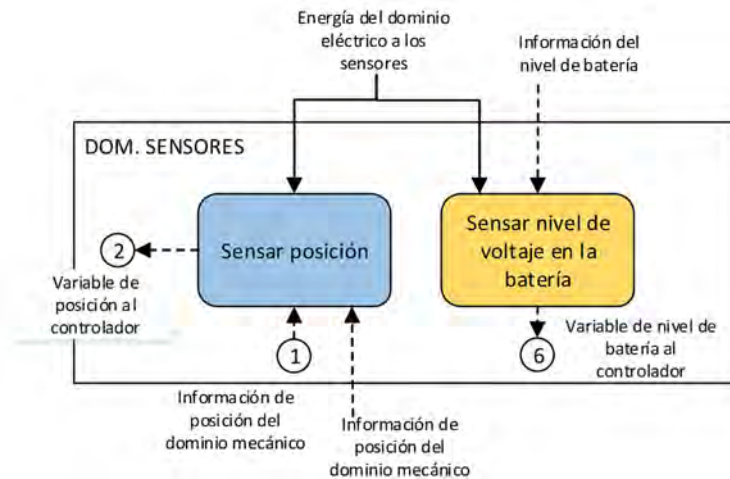 Energía del dominio
eléctrico a los
sensores
Información del
nivel de batería
DOM. SENSORES
Sensar posición
Sensar nivel de
voltaje en la
batería
2
Variable de
posición al
controlador
1
6
Variable de nivel de
batería al
controlador
Información de
posición del
dominio mecánico
Información de
posición del
dominio mecánico